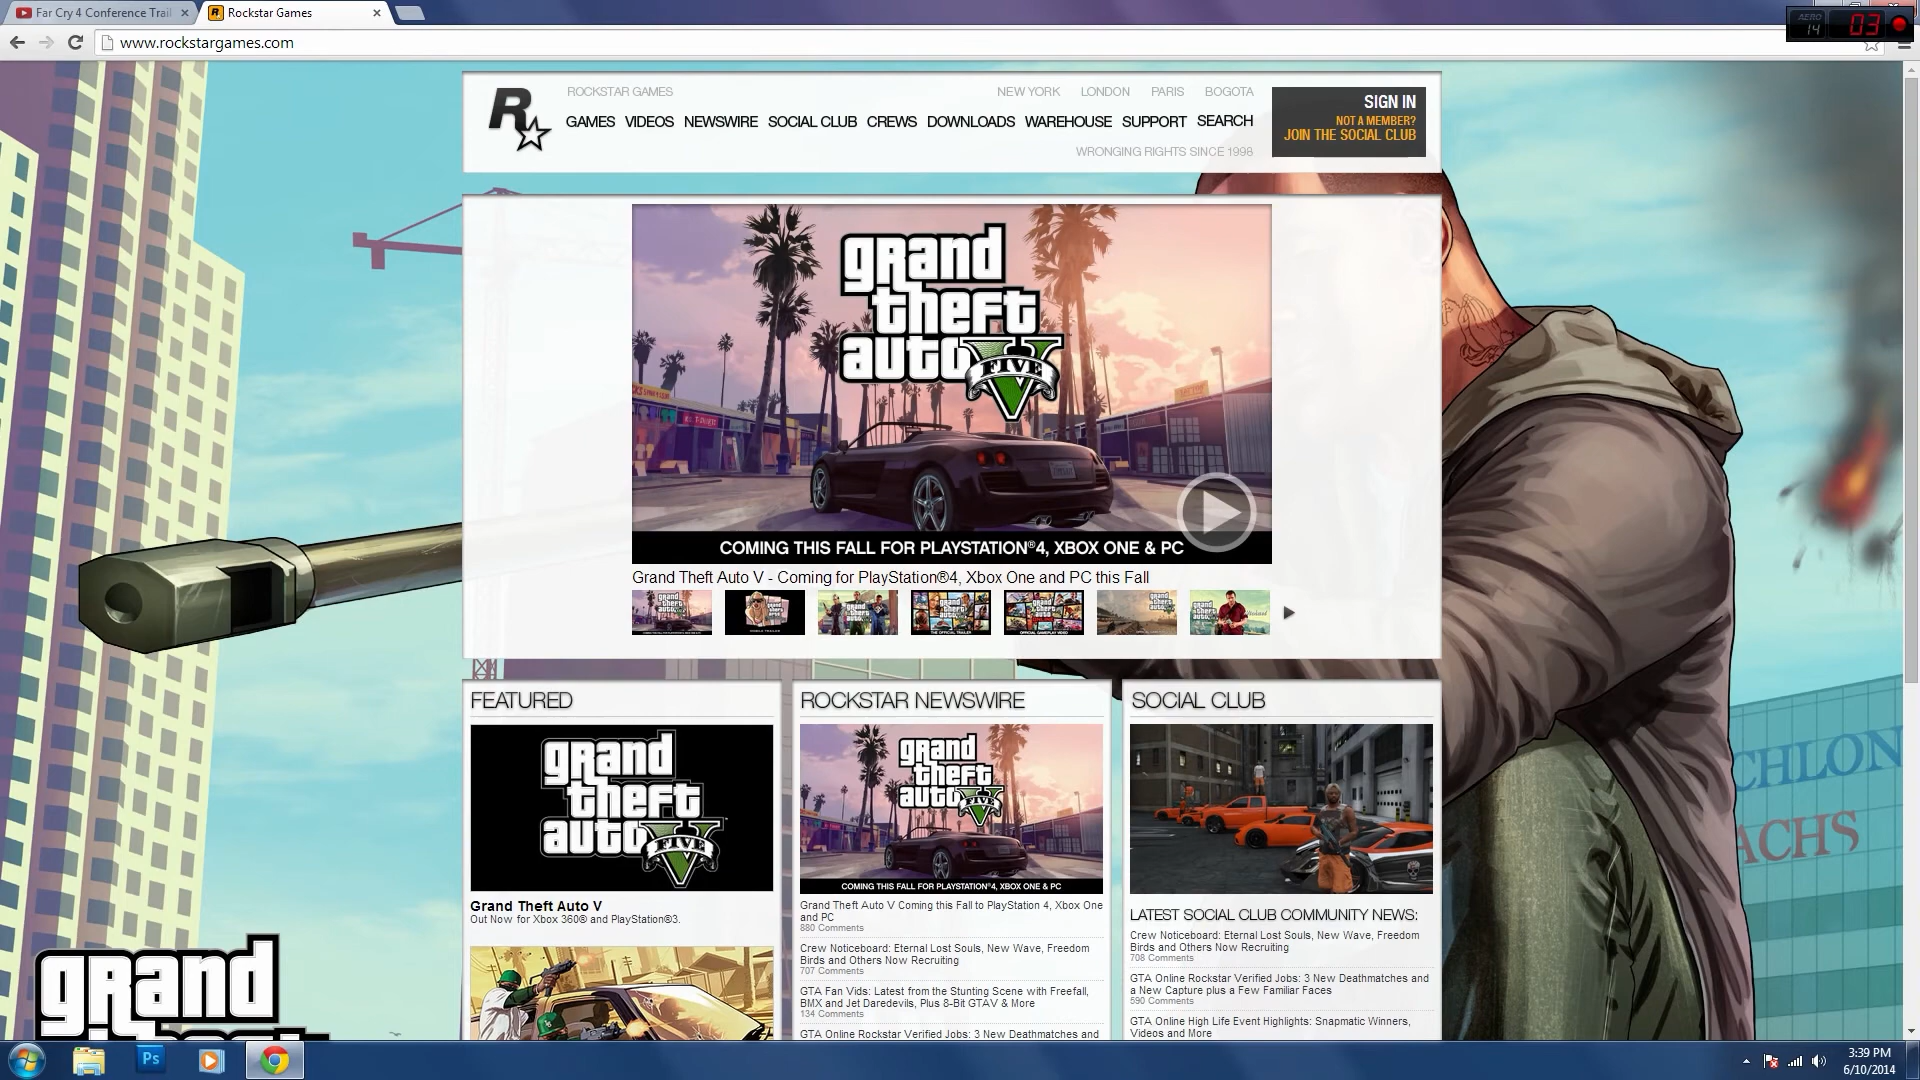 Far Cry 4 Conference Trail
Rockstar Games
www.rockstargames.com
AERO
14
03
ROCKSTAR GAMES
NEW YORK LONDON PARIS BOGOTA
GAMES VIDEOS NEWSWIRE SOCIAL CLUB CREWS DOWNLOADS WAREHOUSE SUPPORT SEARCH
WRONGING RIGHTS SINCE 1998
SIGN IN
NOT A MEMBER?
JOIN THE SOCIAL CLUB
grand
theft
auto V
FIVE
COMING THIS FALL FOR PLAYSTATION®4, XBOX ONE & PC
Grand Theft Auto V - Coming for PlayStation®4, Xbox One and PC this Fall
FEATURED
grand
theft
auto V
FIVE
Grand Theft Auto V
Out Now for Xbox 360® and PlayStation®3.
ROCKSTAR NEWSWIRE
grand
theft
auto V
FIVE
COMING THIS FALL FOR PLAYSTATION®4, XBOX ONE & PC
Grand Theft Auto V Coming this Fall to PlayStation 4, Xbox One
and PC
880 Comments
Crew Noticeboard: Eternal Lost Souls, New Wave, Freedom
Birds and Others Now Recruiting
707 Comments
GTA Fan Vids: Latest from the Stunting Scene with Freefall,
BMX and Jet Daredevils, Plus 8-Bit GTAV & More
134 Comments
GTA Online Rockstar Verified Jobs: 3 New Deathmatches and
SOCIAL CLUB
LATEST SOCIAL CLUB COMMUNITY NEWS:
Crew Noticeboard: Eternal Lost Souls, New Wave, Freedom
Birds and Others Now Recruiting
708 Comments
GTA Online Rockstar Verified Jobs: 3 New Deathmatches and
a New Capture plus a Few Familiar Faces
590 Comments
GTA Online High Life Event Highlights: Snapmatic Winners,
Videos and More
CHLON
ACHS
grand
Ps
3:39 PM
6/10/2014